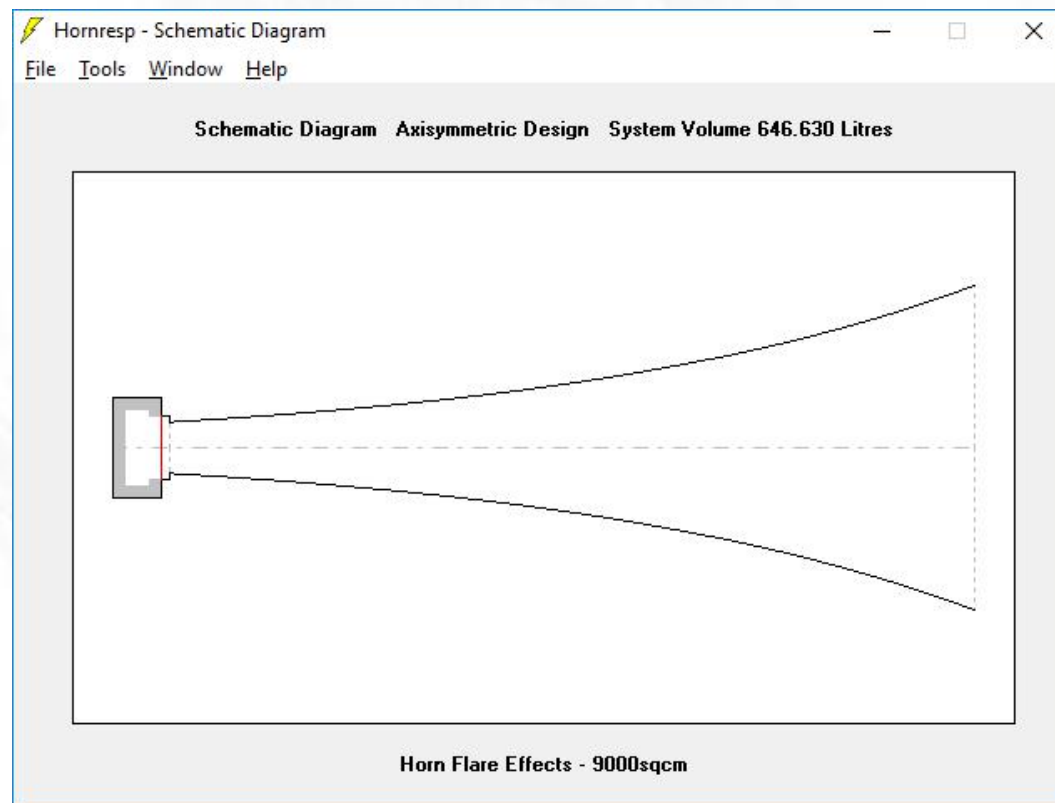 Hornresp - Schematic Diagram
File Tools Window Help
Schematic Diagram Axisymmetric Design System Volume 646.630 Litres
Horn Flare Effects - 9000sqcm